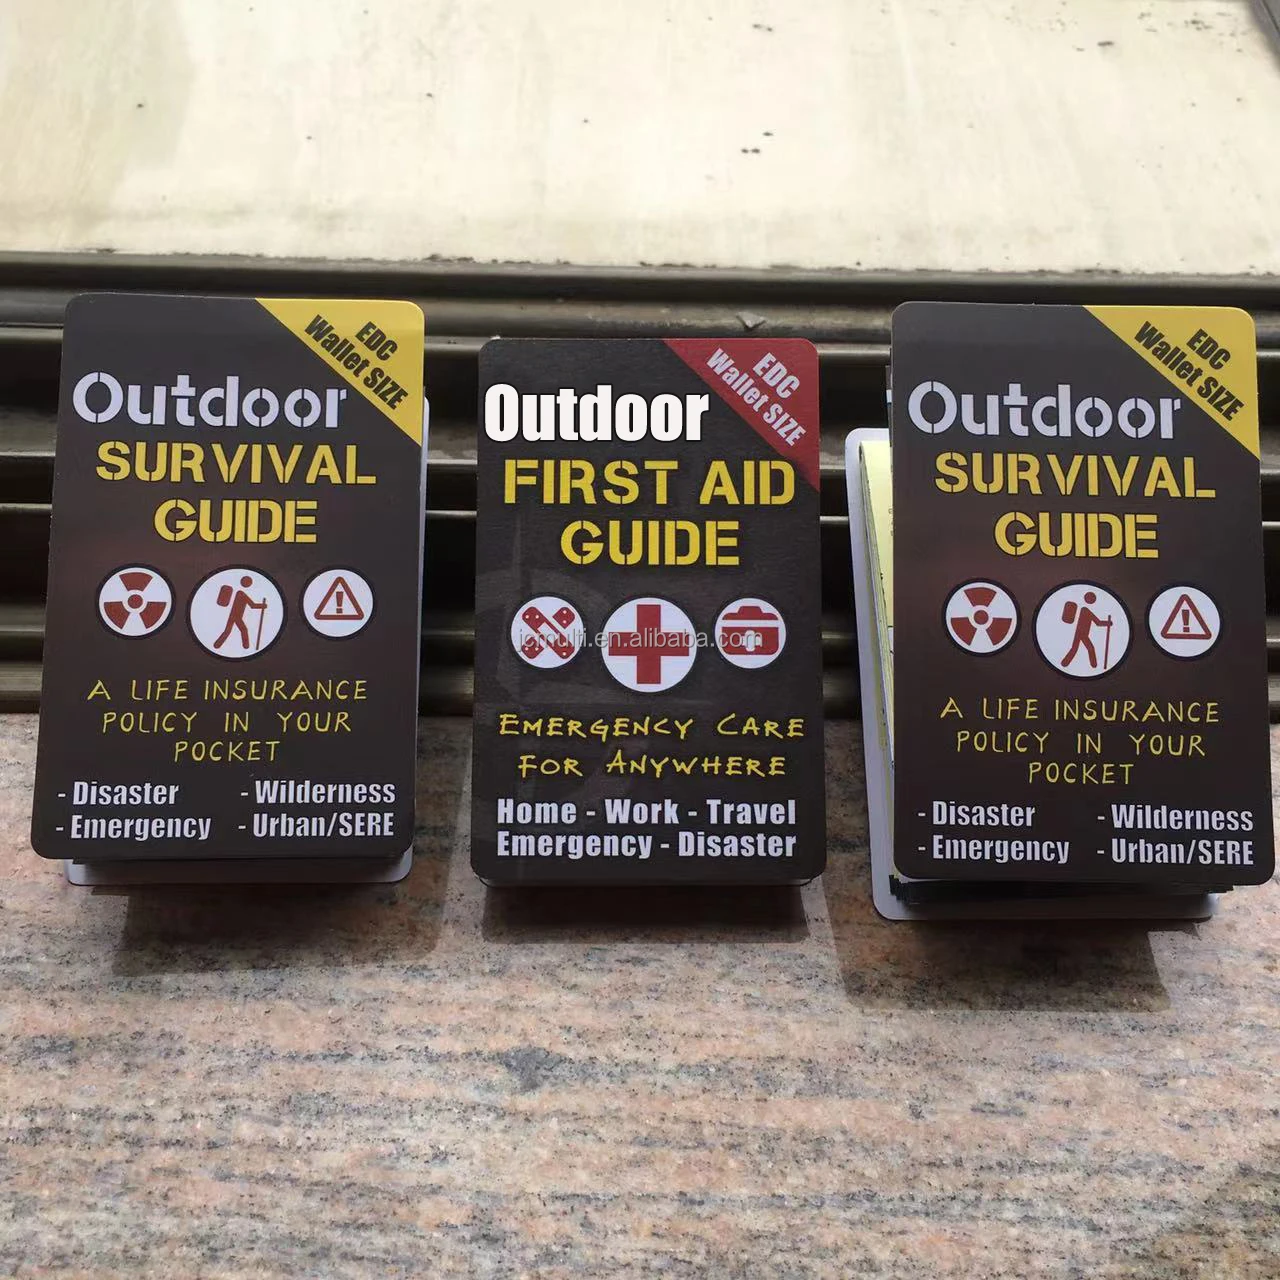 EDC
Wallet SIZE
Outdoor
SURVIVAL
GUIDE
A LIFE INSURANCE
POLICY IN YOUR
POCKET
- Disaster - Wilderness
- Emergency - Urban/SERE
EDC
Wallet SIZE
Outdoor
FIRST AID
GUIDE
jcmulti.en.alibaba.com
EMERGENCY CARE
FOR ANYWHERE
Home - Work - Travel
Emergency - Disaster
EDC
Wallet SIZE
Outdoor
SURVIVAL
GUIDE
A LIFE INSURANCE
POLICY IN YOUR
POCKET
- Disaster - Wilderness
- Emergency - Urban/SERE